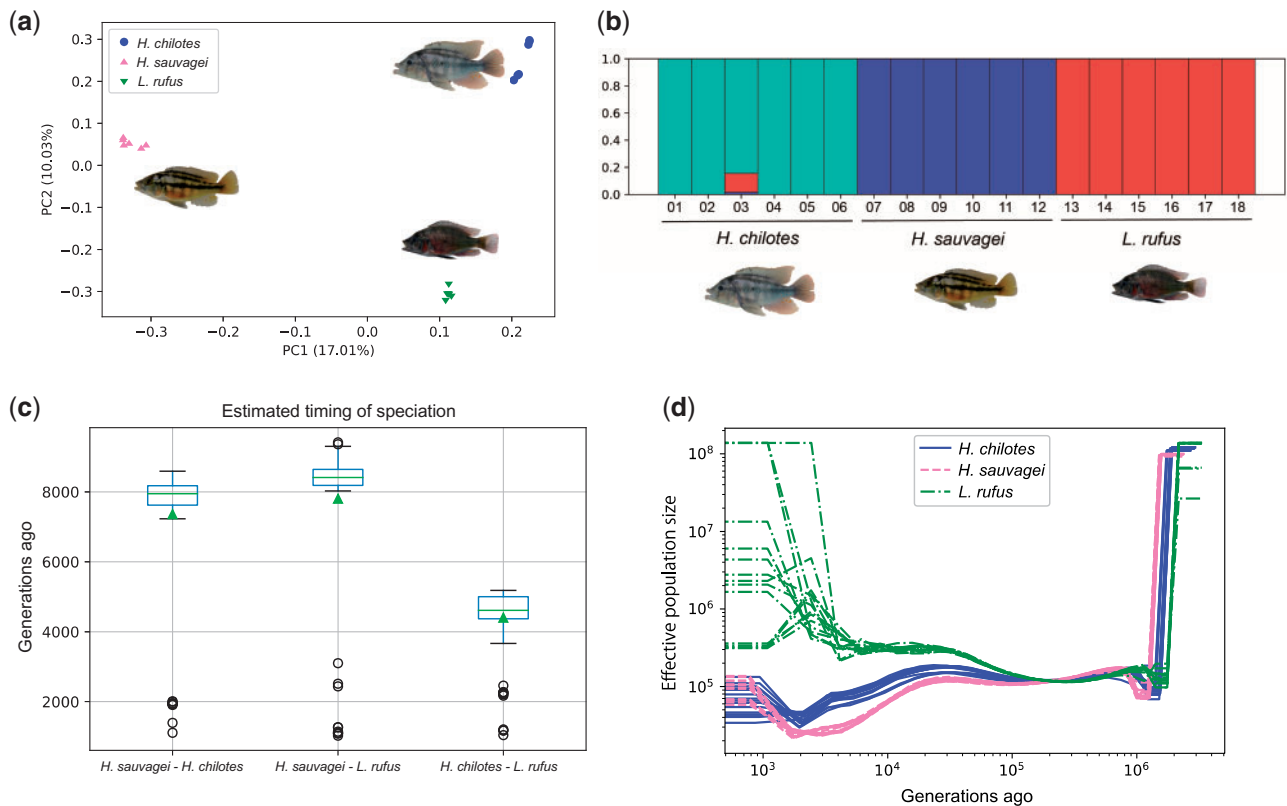 (a)
H. chilotes
H. sauvagei
L. rufus
0.3
0.2
0.1
0.0
−0.1
−0.2
−0.3
PC2 (10.03%)
−0.3
−0.2
−0.1
0.0
0.1
0.2
PC1 (17.01%)
(b)
1.0
0.8
0.6
0.4
0.2
0.0
01 02 03 04 05 06 07 08 09 10 11 12 13 14 15 16 17 18
H. chilotes
H. sauvagei
L. rufus
(c)
Estimated timing of speciation
8000
6000
4000
2000
Generations ago
H. sauvagei - H. chilotes
H. sauvagei - L. rufus
H. chilotes - L. rufus
(d)
H. chilotes
H. sauvagei
L. rufus
10⁸
10⁷
10⁶
10⁵
Effective population size
10³
10⁴
10⁵
10⁶
Generations ago